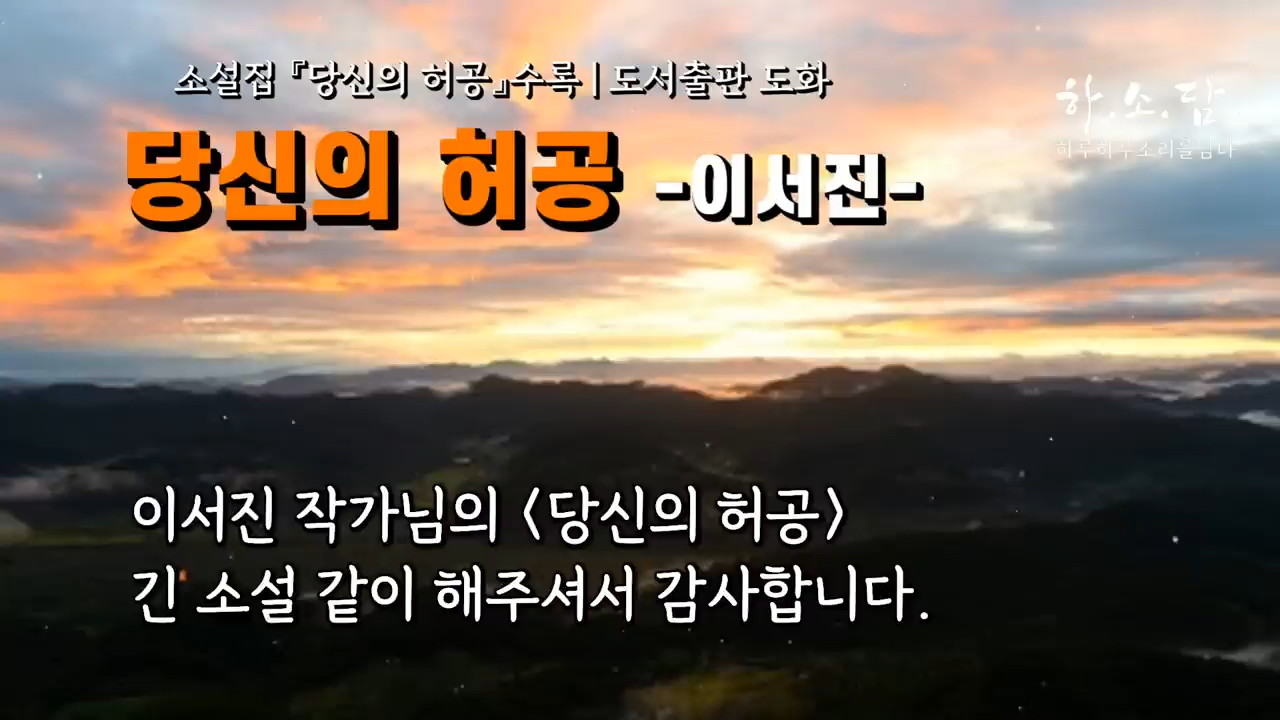 소설집 『당신의 허공』수록 | 도서출판 도화
하.소.담.
하루하루소리를담다
당신의 허공 -이서진-
이서진 작가님의 <당신의 허공>
긴 소설 같이 해주셔서 감사합니다.